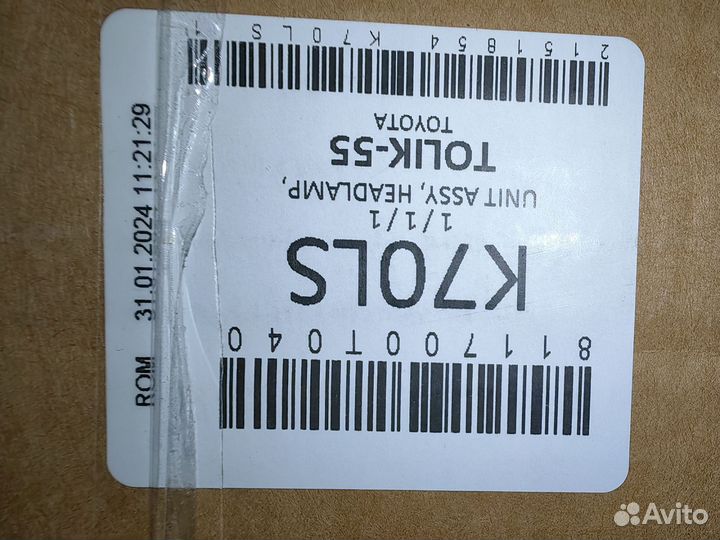 811700T040
K70LS
1/1/1
UNIT ASSY, HEADLAMP,
TOLIK-55
TOYOTA
2151854 K70LS 1
ROM 31.01.2024 11:21:29
Avito